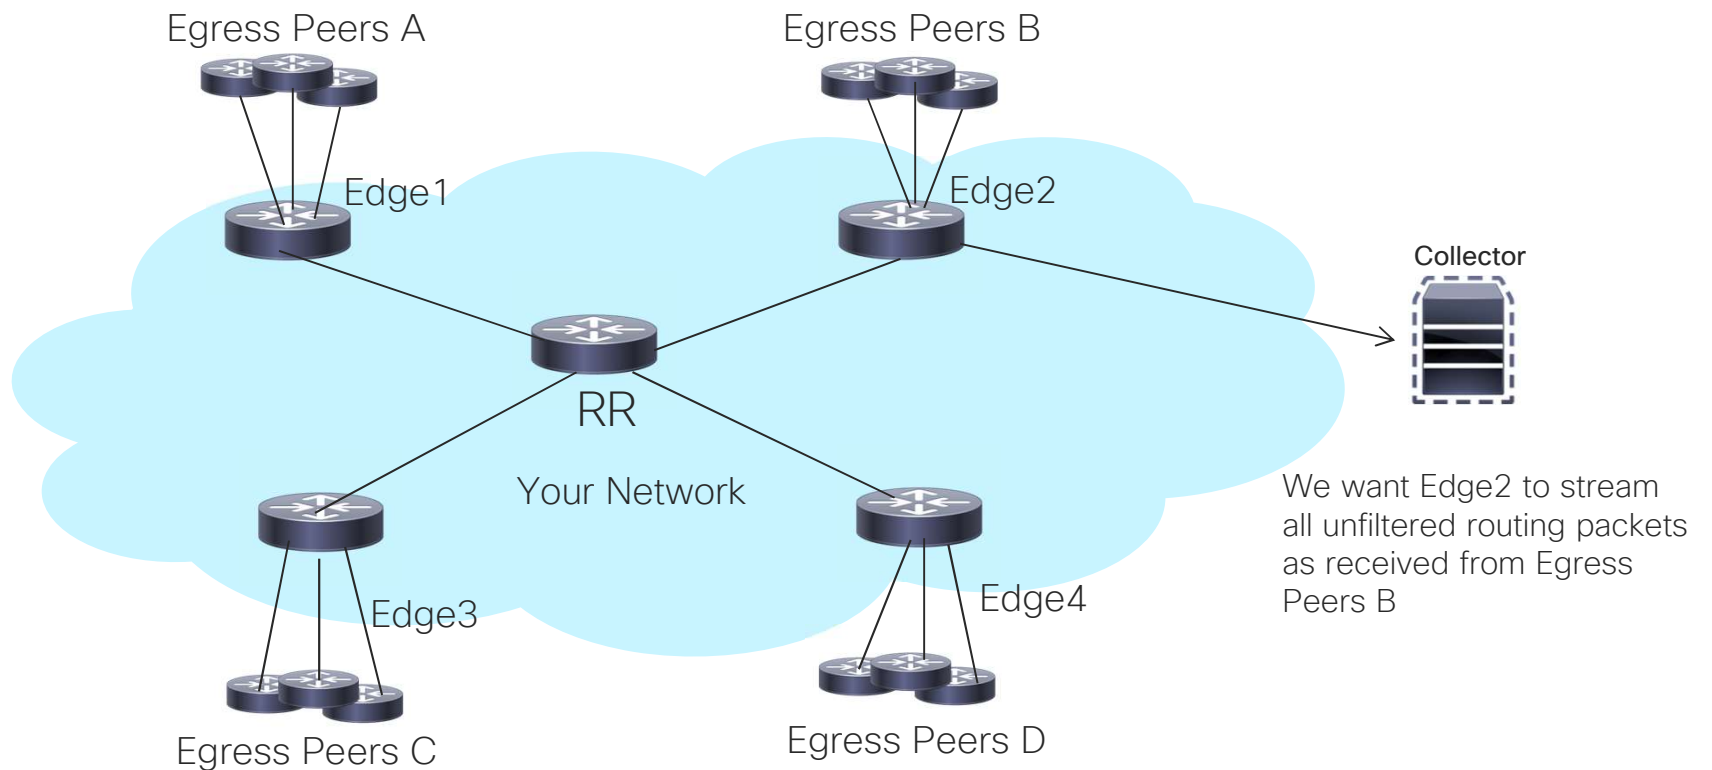 Egress Peers A
Egress Peers B
Edge1
Edge2
Collector
RR
Your Network
We want Edge2 to stream
all unfiltered routing packets
as received from Egress
Peers B
Edge3
Edge4
Egress Peers C
Egress Peers D